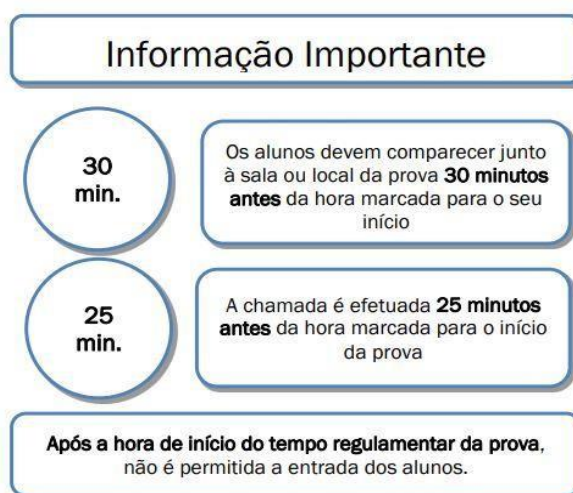 Informação Importante
30
min.
Os alunos devem comparecer junto
à sala ou local da prova 30 minutos
antes da hora marcada para o seu
início
25
min.
A chamada é efetuada 25 minutos
antes da hora marcada para o início
da prova
Após a hora de início do tempo regulamentar da prova,
não é permitida a entrada dos alunos.